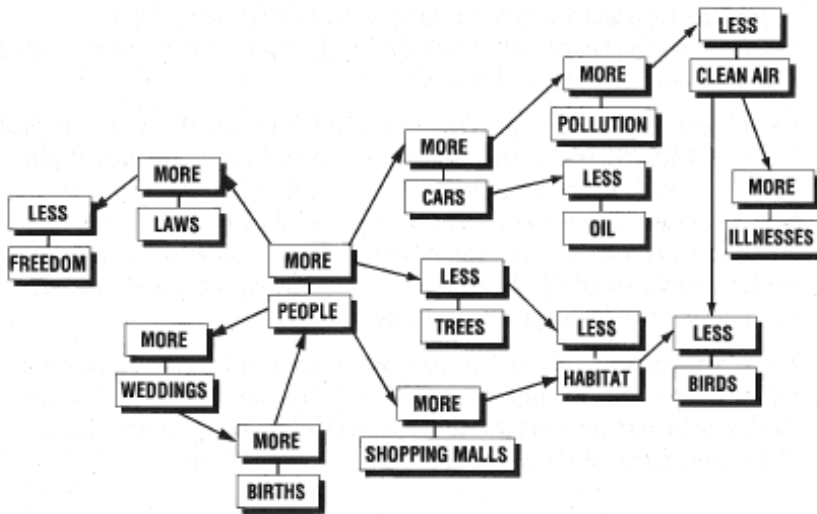 LESS
CLEAN AIR
MORE
POLLUTION
MORE
CARS
LESS
OIL
MORE
ILLNESSES
MORE
LAWS
LESS
FREEDOM
MORE
PEOPLE
LESS
TREES
LESS
HABITAT
LESS
BIRDS
MORE
WEDDINGS
MORE
BIRTHS
MORE
SHOPPING MALLS